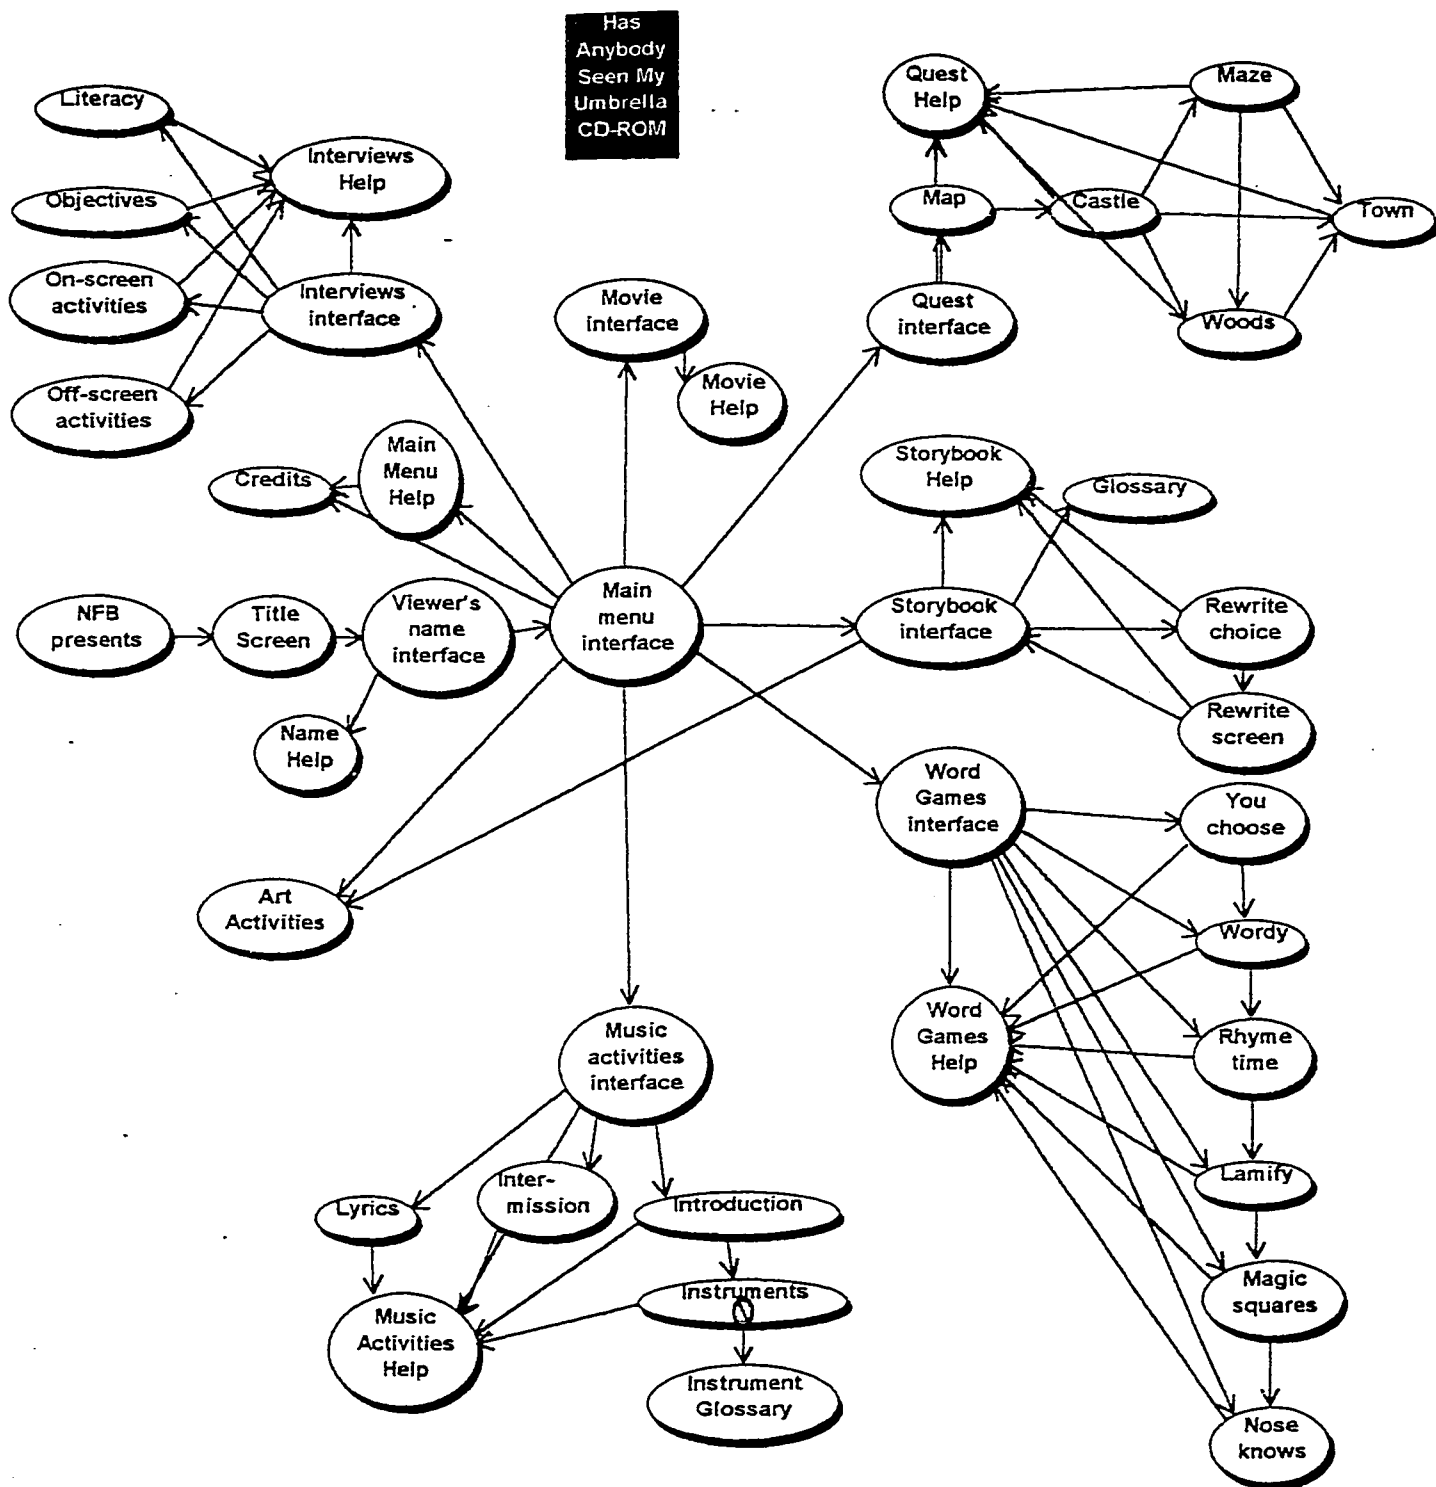 Has
Anybody
Seen My
Umbrella
CD-ROM
Literacy
Interviews
Help
Objectives
On-screen
activities
Interviews
interface
Off-screen
activities
Movie
interface
Movie
Help
Quest
Help
Maze
Map
Castle
Town
Quest
interface
Woods
Credits
Main
Menu
Help
Storybook
Help
Glossary
NFB
presents
Title
Screen
Viewer's
name
interface
Main
menu
interface
Storybook
interface
Rewrite
choice
Rewrite
screen
Name
Help
Word
Games
interface
You
choose
Art
Activities
Wordy
Word
Games
Help
Rhyme
time
Music
activities
interface
Lamify
Lyrics
Inter-
mission
Introduction
Instruments
Magic
squares
Music
Activities
Help
Instrument
Glossary
Nose
knows